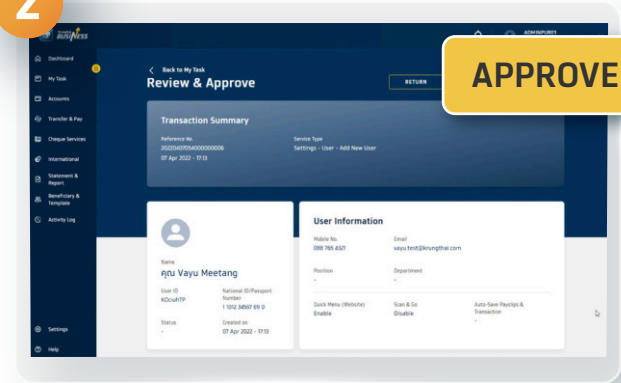 2
BUSINESS
ADMINPURE1
Dashboard
My Task
Accounts
Transfer & Pay
Cheque Services
International
Statement &
Report
Beneficiary &
Template
Activity Log
Settings
Help
Back to My Task
Review & Approve
RETURN
APPROVE
Transaction Summary
Reference No.
Service Type
Settings - User - Add New User
07 Apr 2022 - 17:13
Name
คุณ Vayu Meetang
User ID
National ID/Passport
Number
KDcruhTP
1 1012 34567 69 0
Status
-
Created on
07 Apr 2022 - 17:13
User Information
Mobile No.
Email
088 765 4321
vayu.test@krungthai.com
Position
Department
-
-
Quick Menu (Website)
Scan & Go
Auto-Save Payslips &
Transaction
Enable
Disable
-